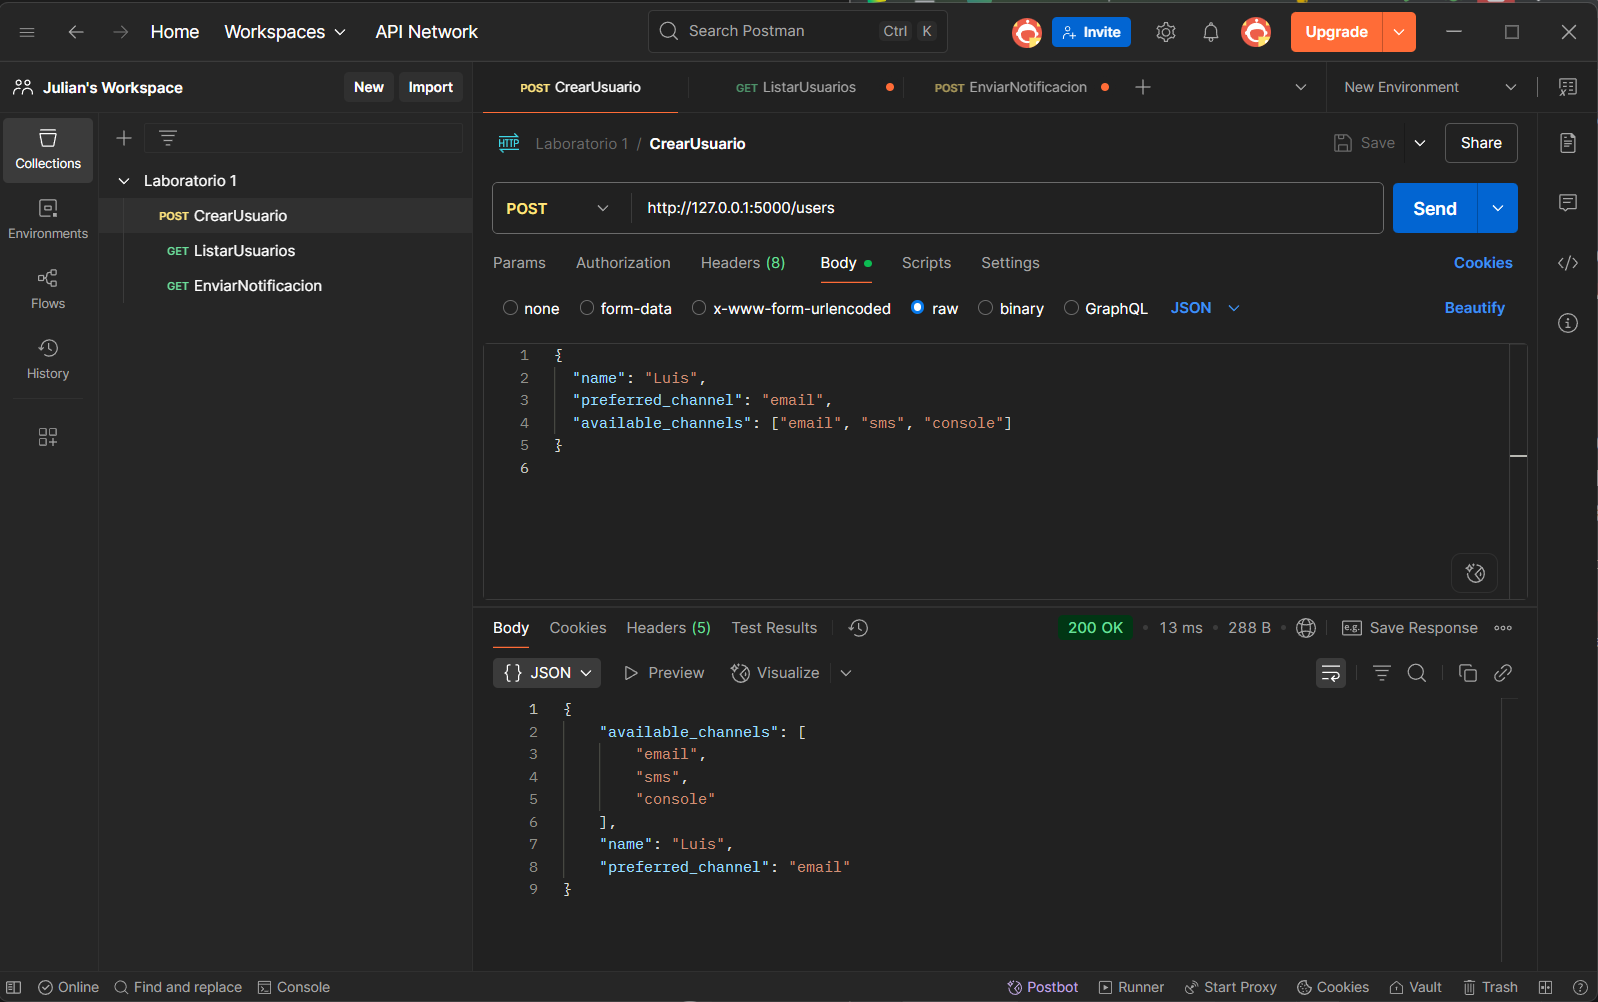 Home Workspaces API Network Search Postman Ctrl K Invite Upgrade
Julian's Workspace New Import
POST CrearUsuario GET ListarUsuarios POST EnviarNotificacion New Environment
Collections
Environments
Flows
History
Laboratorio 1
POST CrearUsuario
GET ListarUsuarios
GET EnviarNotificacion
HTTP Laboratorio 1 / CrearUsuario Save Share
POST http://127.0.0.1:5000/users Send
Params Authorization Headers (8) Body Scripts Settings Cookies
none form-data x-www-form-urlencoded raw binary GraphQL JSON Beautify
1 {
2 "name": "Luis",
3 "preferred_channel": "email",
4 "available_channels": ["email", "sms", "console"]
5 }
6
Body Cookies Headers (5) Test Results 200 OK • 13 ms • 288 B • e.g. Save Response
{} JSON Preview Visualize
1 {
2 "available_channels": [
3 "email",
4 "sms",
5 "console"
6 ],
7 "name": "Luis",
8 "preferred_channel": "email"
9 }
Online Find and replace Console Postbot Runner Start Proxy Cookies Vault Trash